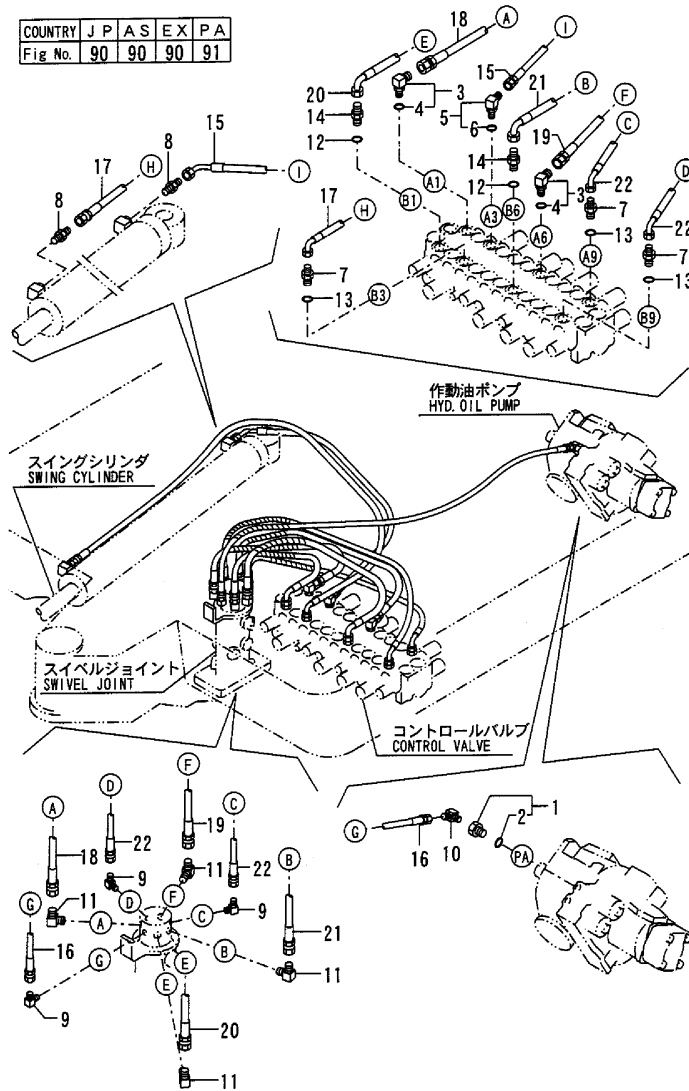 COUNTRY JP AS EX PA
Fig No. 90 90 90 91
18 A
E
I
15
3
20
4
21
B
5
F
14
6
19
C
D
12
14
12
3
4
22
7
13
22
7
13
A1
B1
A3
B6
A6
A9
B9
15
8
17
H
8
I
17
H
7
13
B3
作動油ポンプ
HYD. OIL PUMP
スイングシリンダ
SWING CYLINDER
スイベルジョイント
SWIVEL JOINT
コントロールバルブ
CONTROL VALVE
F
D
A
C
B
19
22
18
22
9
11
11
9
21
G
16
D
F
A
C
B
G
E
E
11
9
20
11
1
2
G
16
10
PA